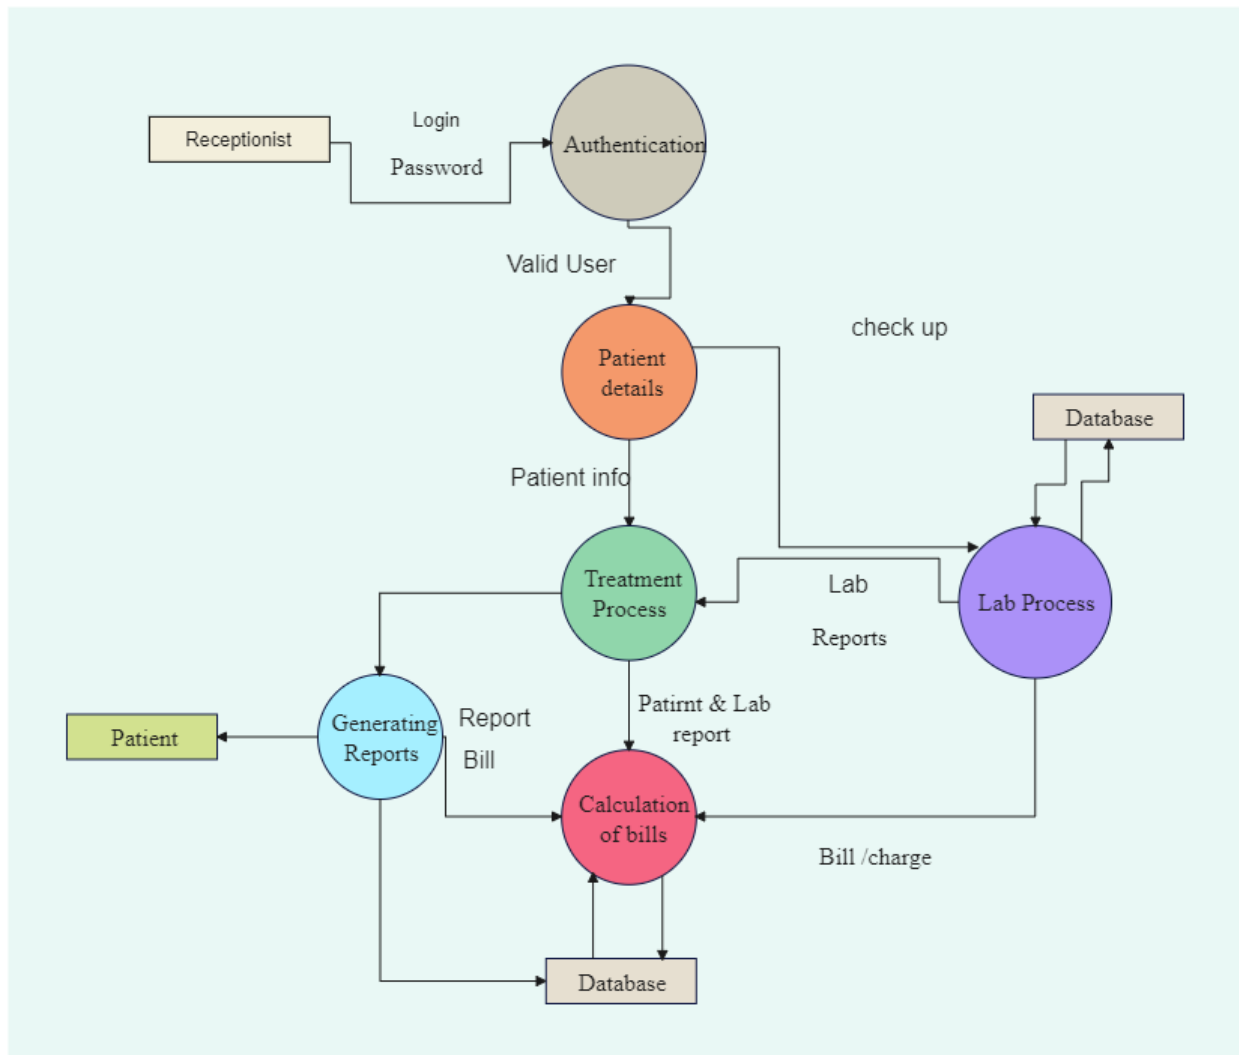 Login
Receptionist
Authentication
Password
Valid User
check up
Patient
details
Database
Patient info
Treatment
Process
Lab
Lab Process
Reports
Patirnt & Lab
report
Report
Generating
Reports
Patient
Bill
Calculation
of bills
Bill /charge
Database